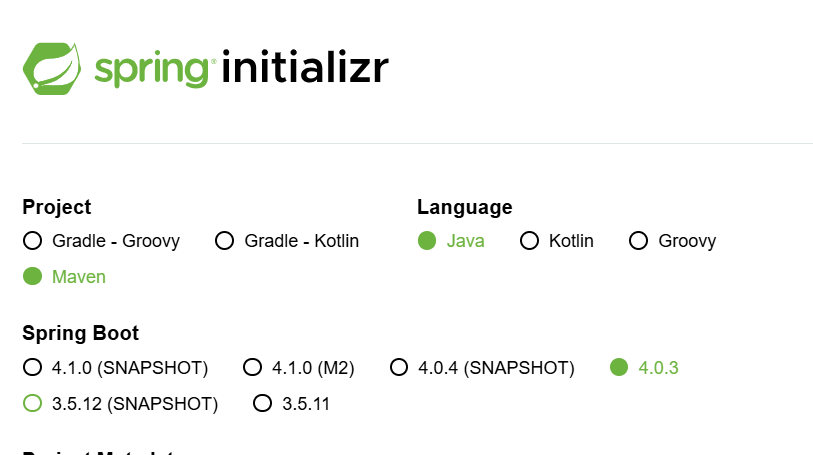 spring initializr
Project
Gradle - Groovy Gradle - Kotlin
Maven
Language
Java Kotlin Groovy
Spring Boot
4.1.0 (SNAPSHOT) 4.1.0 (M2) 4.0.4 (SNAPSHOT) 4.0.3
3.5.12 (SNAPSHOT) 3.5.11